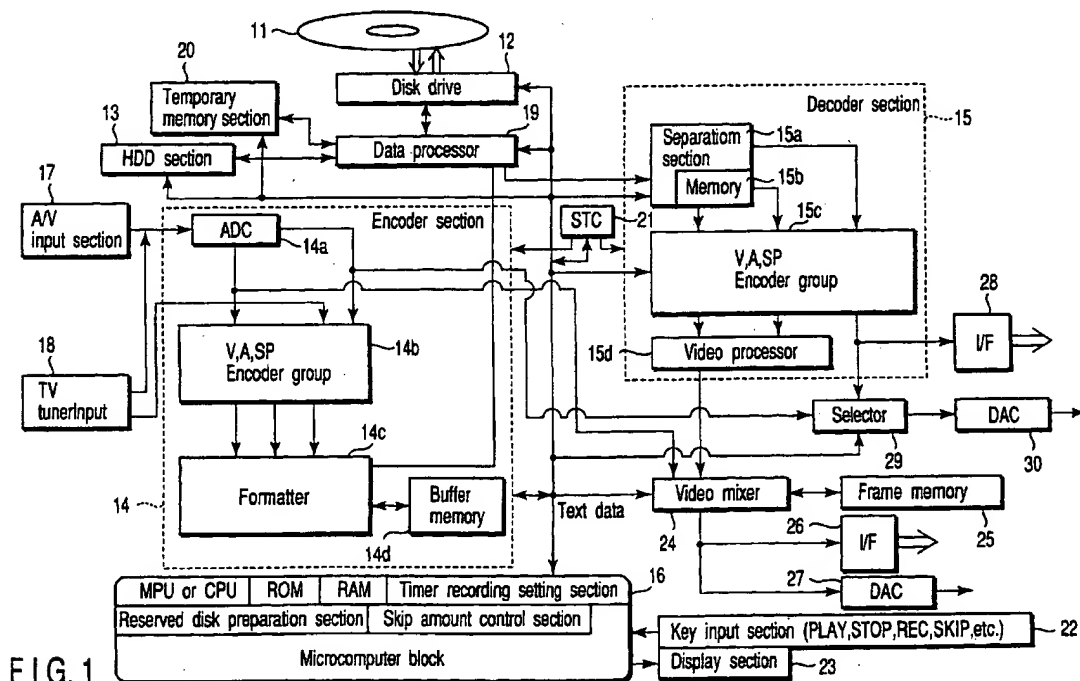 11
12
20
Disk drive
Temporary
memory section
19
Decoder section
15
13
Data processor
Separatiom
section
15a
HDD section
Memory
15b
17
A/V
input section
Encoder section
ADC
14a
STC
21
15c
V,A,SP
Encoder group
28
I/F
18
TV
tunerInput
V,A,SP
Encoder group
14b
15d
Video processor
Selector
29
DAC
30
14c
Formatter
14
Buffer
memory
14d
Text data
Video mixer
24
Frame memory
25
26
I/F
27
DAC
MPU or CPU
ROM
RAM
Timer recording setting section
16
Reserved disk preparation section
Skip amount control section
Key input section (PLAY,STOP,REC,SKIP,etc.)
22
Microcomputer block
Display section
23
FIG.1